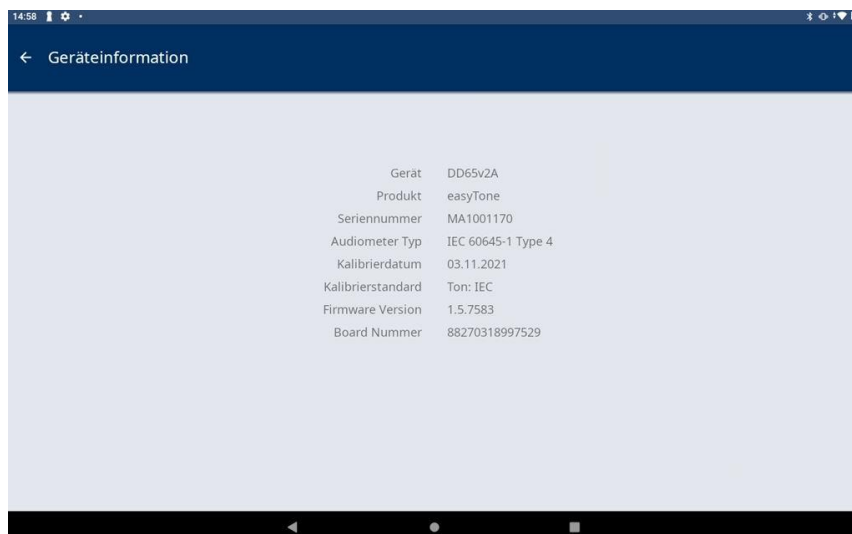 14:58
Geräteinformation
Gerät DD65v2A
Produkt easyTone
Seriennummer MA1001170
Audiometer Typ IEC 60645-1 Type 4
Kalibrierdatum 03.11.2021
Kalibrierstandard Ton: IEC
Firmware Version 1.5.7583
Board Nummer 88270318997529